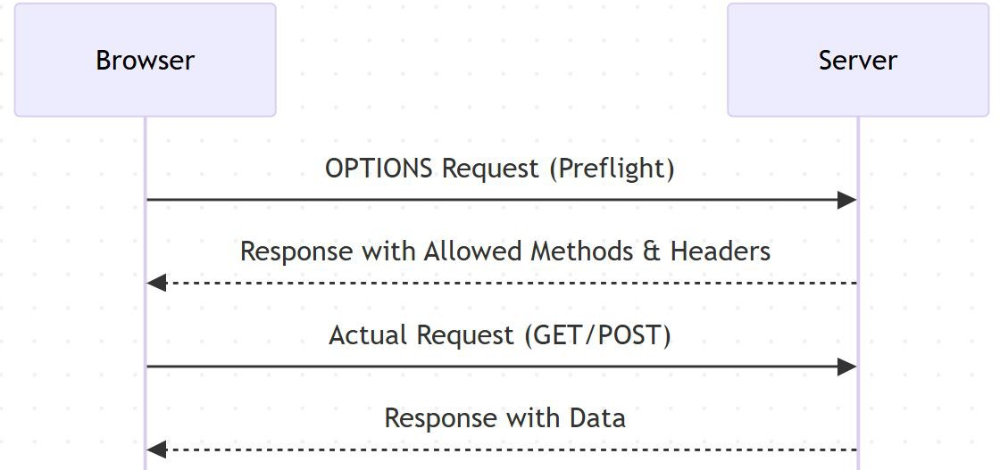 Browser
Server
OPTIONS Request (Preflight)
Response with Allowed Methods & Headers
Actual Request (GET/POST)
Response with Data